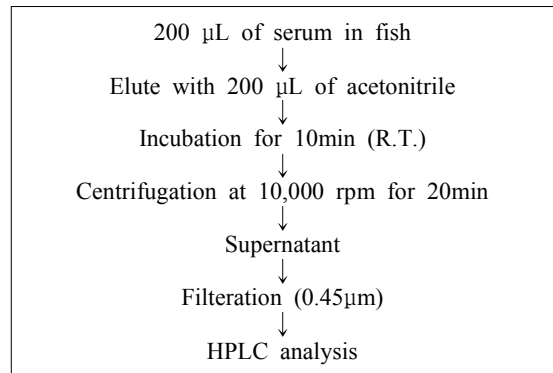 200 µL of serum in fish
↓
Elute with 200 µL of acetonitrile
↓
Incubation for 10min (R.T.)
↓
Centrifugation at 10,000 rpm for 20min
↓
Supernatant
↓
Filteration (0.45µm)
↓
HPLC analysis